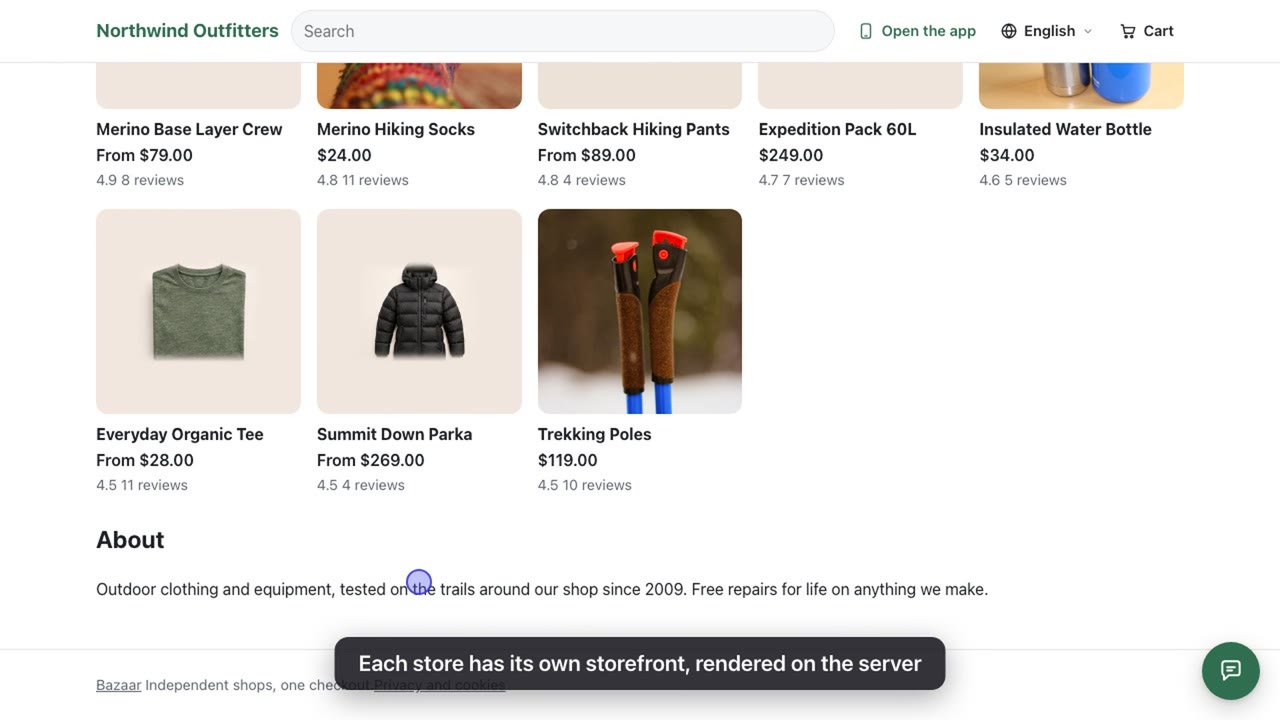 Northwind Outfitters
Search
Open the app
English
Cart
Merino Base Layer Crew
From $79.00
4.9 8 reviews
Merino Hiking Socks
$24.00
4.8 11 reviews
Switchback Hiking Pants
From $89.00
4.8 4 reviews
Expedition Pack 60L
$249.00
4.7 7 reviews
Insulated Water Bottle
$34.00
4.6 5 reviews
Everyday Organic Tee
From $28.00
4.5 11 reviews
Summit Down Parka
From $269.00
4.5 4 reviews
Trekking Poles
$119.00
4.5 10 reviews
About
Outdoor clothing and equipment, tested on the trails around our shop since 2009. Free repairs for life on anything we make.
Each store has its own storefront, rendered on the server
Bazaar Independent shops, one checkout Privacy and cookies